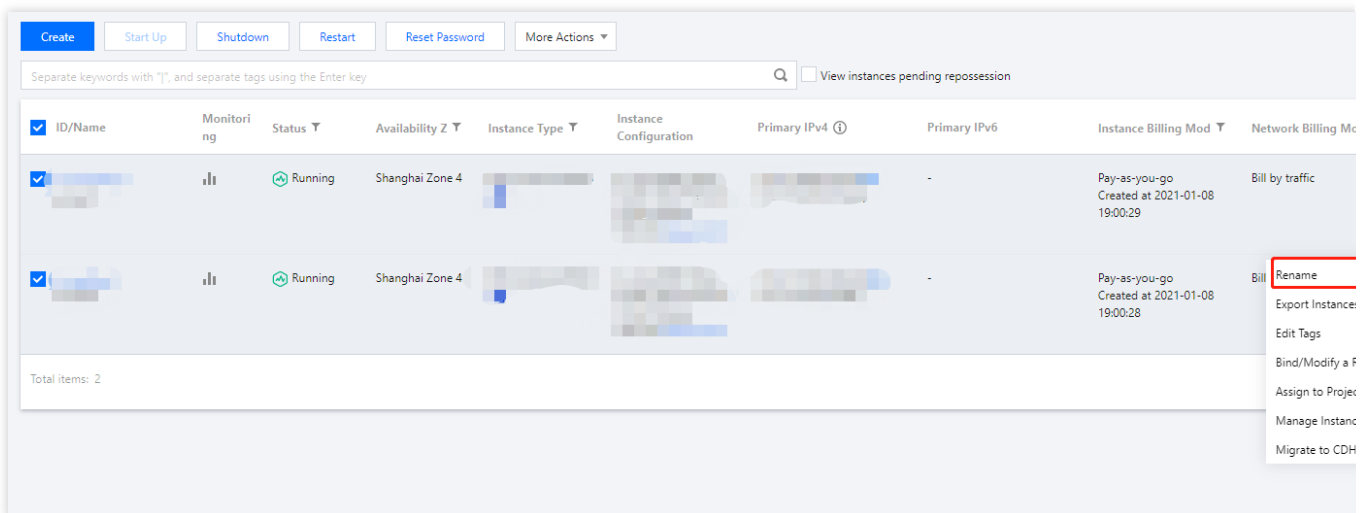 Create Start Up Shutdown Restart Reset Password More Actions
Separate keywords with "|", and separate tags using the Enter key View instances pending repossession
ID/Name Monitori
ng Status Availability Z Instance Type Instance
Configuration Primary IPv4 Primary IPv6 Instance Billing Mod Network Billing Mo
Running Shanghai Zone 4 - Pay-as-you-go Bill by traffic
Created at 2021-01-08
19:00:29
Running Shanghai Zone 4 - Pay-as-you-go Bill
Created at 2021-01-08
19:00:28
Rename
Export Instances
Edit Tags
Bind/Modify a
Assign to Projec
Manage Instanc
Migrate to CDH
Total items: 2